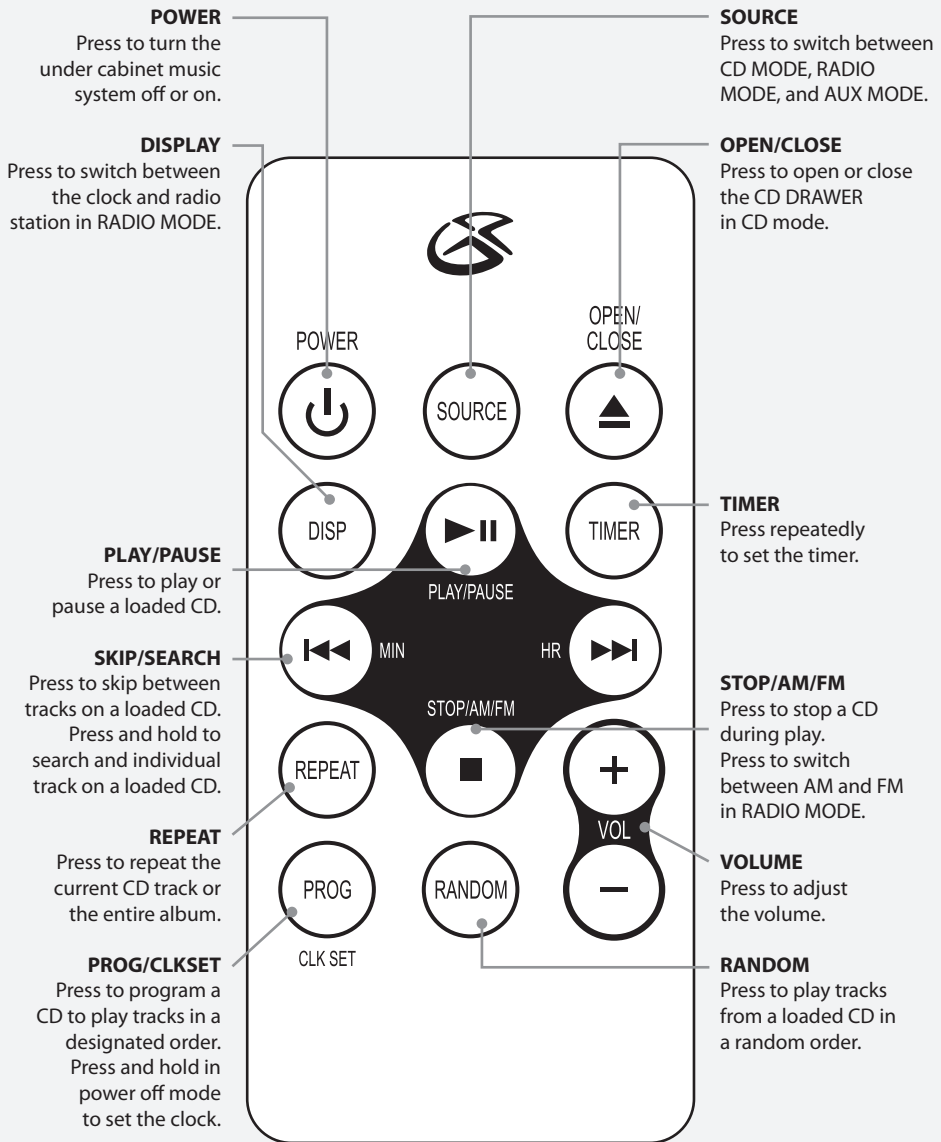 POWER
Press to turn the
under cabinet music
system off or on.
DISPLAY
Press to switch between
the clock and radio
station in RADIO MODE.
PLAY/PAUSE
Press to play or
pause a loaded CD.
SKIP/SEARCH
Press to skip between
tracks on a loaded CD.
Press and hold to
search and individual
track on a loaded CD.
REPEAT
Press to repeat the
current CD track or
the entire album.
PROG/CLKSET
Press to program a
CD to play tracks in a
designated order.
Press and hold in
power off mode
to set the clock.
POWER
OPEN/
CLOSE
SOURCE
DISP
TIMER
PLAY/PAUSE
MIN
HR
STOP/AM/FM
REPEAT
VOL
PROG
RANDOM
CLK SET
SOURCE
Press to switch between
CD MODE, RADIO
MODE, and AUX MODE.
OPEN/CLOSE
Press to open or close
the CD DRAWER
in CD mode.
TIMER
Press repeatedly
to set the timer.
STOP/AM/FM
Press to stop a CD
during play.
Press to switch
between AM and FM
in RADIO MODE.
VOLUME
Press to adjust
the volume.
RANDOM
Press to play tracks
from a loaded CD in
a random order.